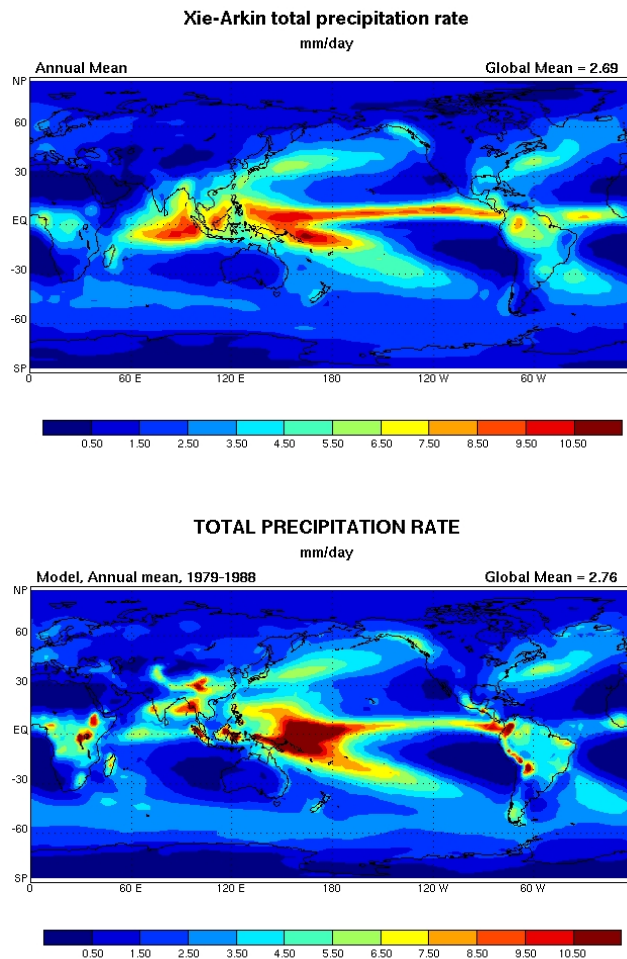 Xie-Arkin total precipitation rate
mm/day
Annual Mean Global Mean = 2.69
NP
60
30
EQ
-30
-60
SP
0 60 E 120 E 180 120 W 60 W
0.50 1.50 2.50 3.50 4.50 5.50 6.50 7.50 8.50 9.50 10.50
TOTAL PRECIPITATION RATE
mm/day
Model, Annual mean, 1979-1988 Global Mean = 2.76
NP
60
30
EQ
-30
-60
SP
0 60 E 120 E 180 120 W 60 W
0.50 1.50 2.50 3.50 4.50 5.50 6.50 7.50 8.50 9.50 10.50